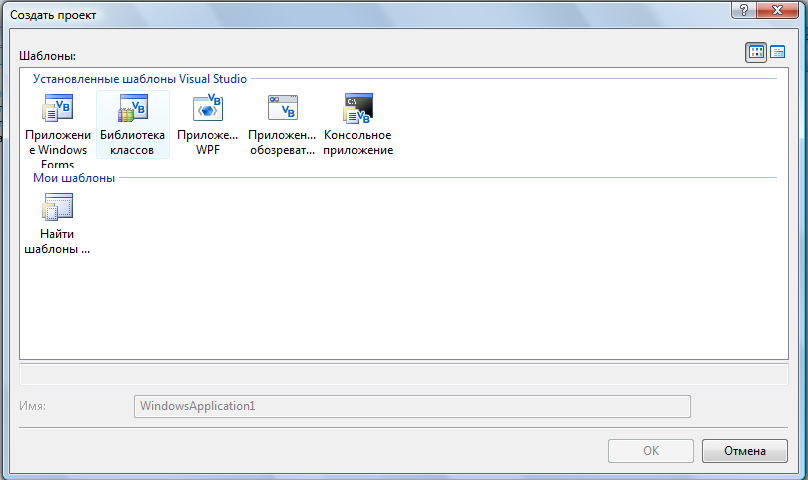 Создать проект
Шаблоны:
Установленные шаблоны Visual Studio
Приложени
е Windows
Forms
Библиотека
классов
Приложе...
WPF
Приложен...
обозреват...
Консольное
приложение
Мои шаблоны
Найти
шаблоны ...
Имя:
WindowsApplication1
OK
Отмена